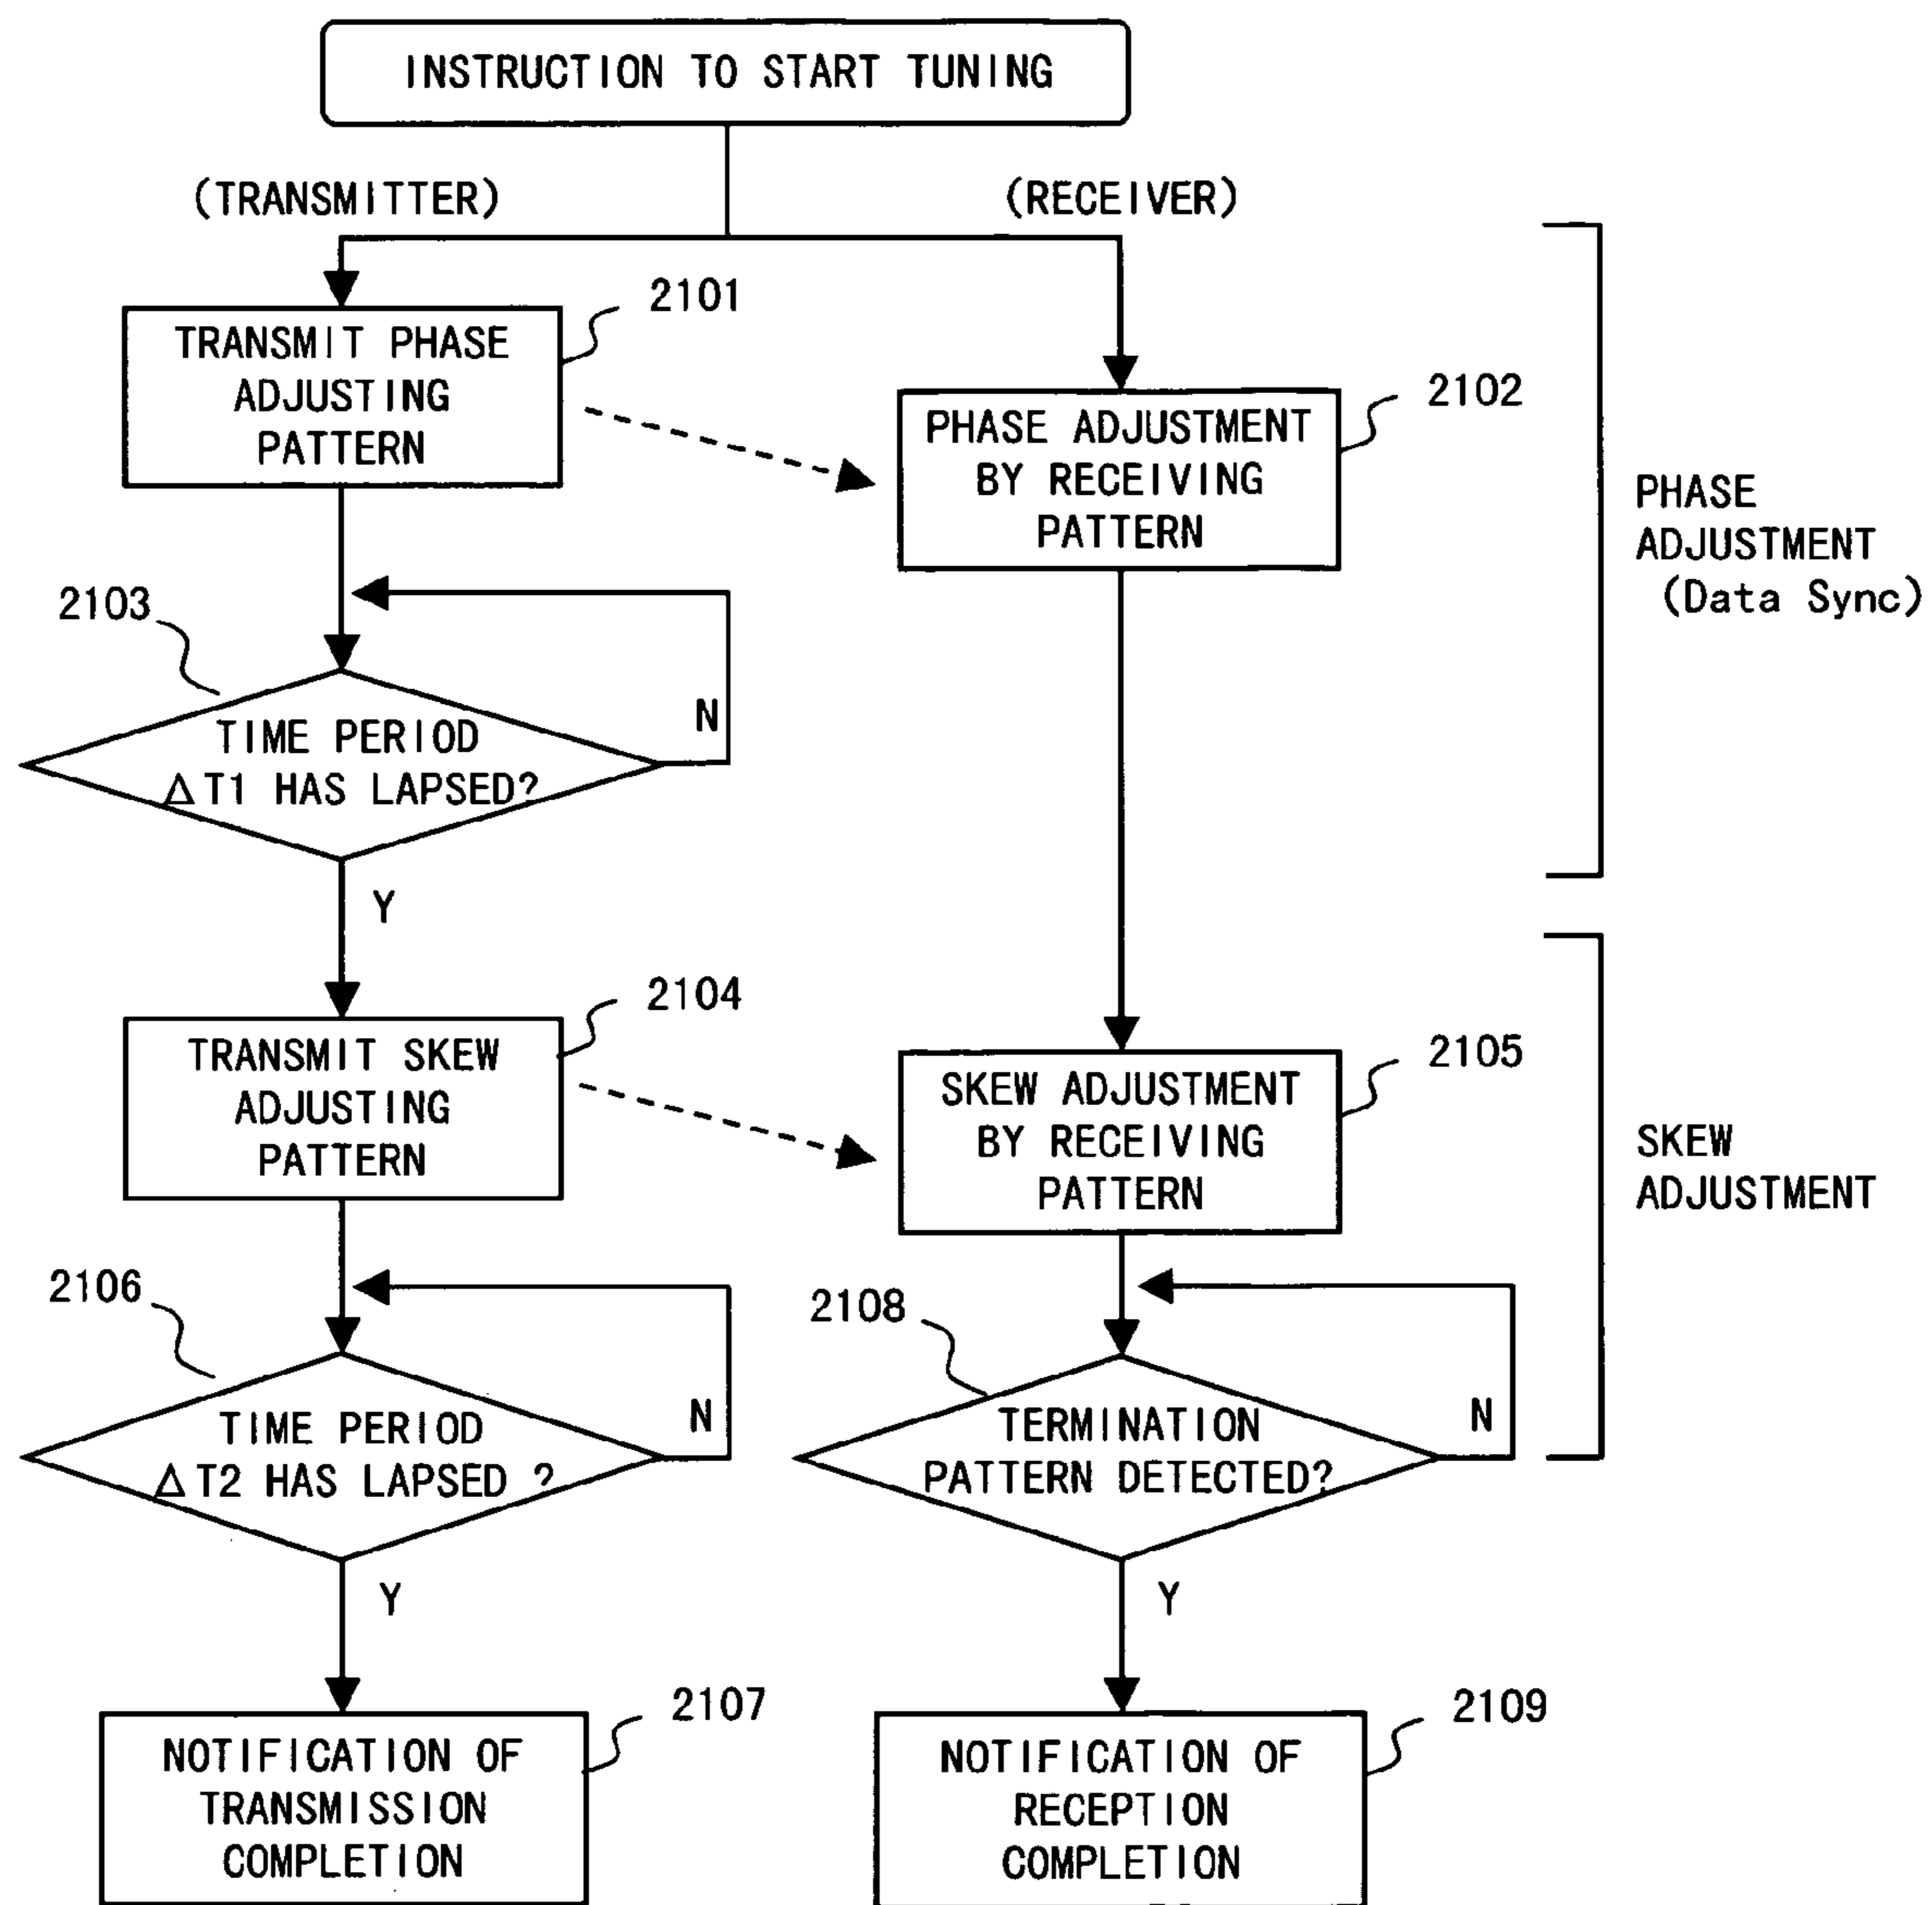 INSTRUCTION TO START TUNING
(TRANSMITTER)
(RECEIVER)
2101
TRANSMIT PHASE
ADJUSTING
PATTERN
2102
PHASE ADJUSTMENT
BY RECEIVING
PATTERN
PHASE
ADJUSTMENT
(Data Sync)
2103
N
TIME PERIOD
△T1 HAS LAPSED?
Y
2104
TRANSMIT SKEW
ADJUSTING
PATTERN
2105
SKEW ADJUSTMENT
BY RECEIVING
PATTERN
SKEW
ADJUSTMENT
2106
N
TIME PERIOD
△T2 HAS LAPSED ?
Y
2108
N
TERMINATION
PATTERN DETECTED?
Y
2107
NOTIFICATION OF
TRANSMISSION
COMPLETION
2109
NOTIFICATION OF
RECEPTION
COMPLETION